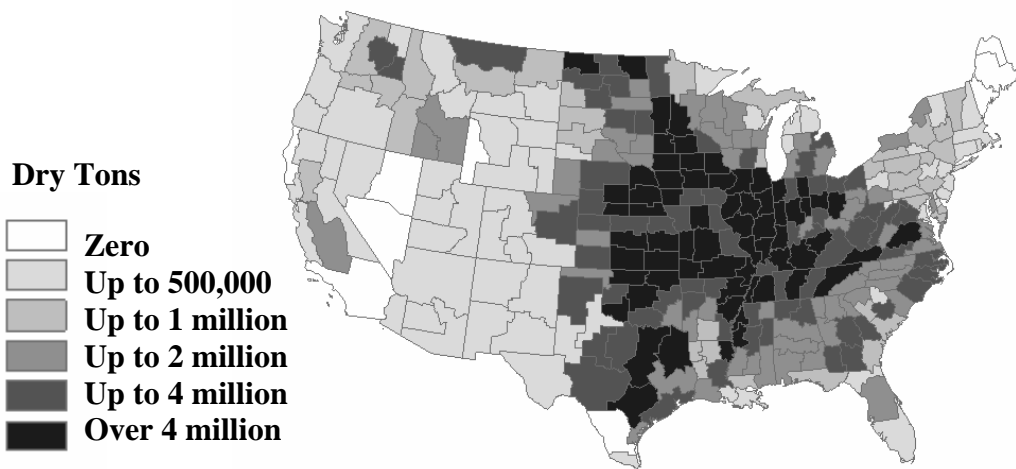 Dry Tons
Zero
Up to 500,000
Up to 1 million
Up to 2 million
Up to 4 million
Over 4 million